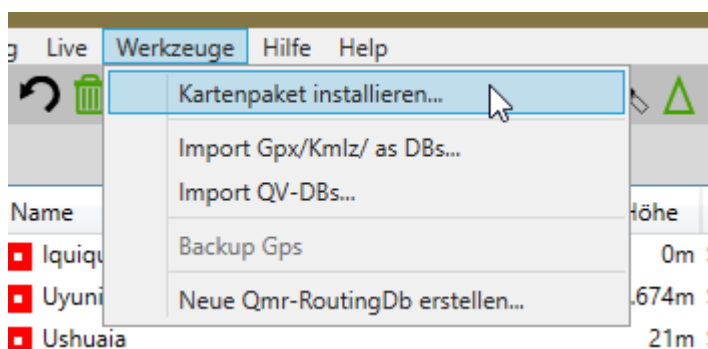 Live Werkzeuge Hilfe Help
Kartenpaket installieren...
Import Gpx/Kmlz/ as DBs...
Import QV-DBs...
Name
Backup Gps
0m
Neue Qmr-RoutingDb erstellen...
Uyuni
.674m
Ushuaia
21m